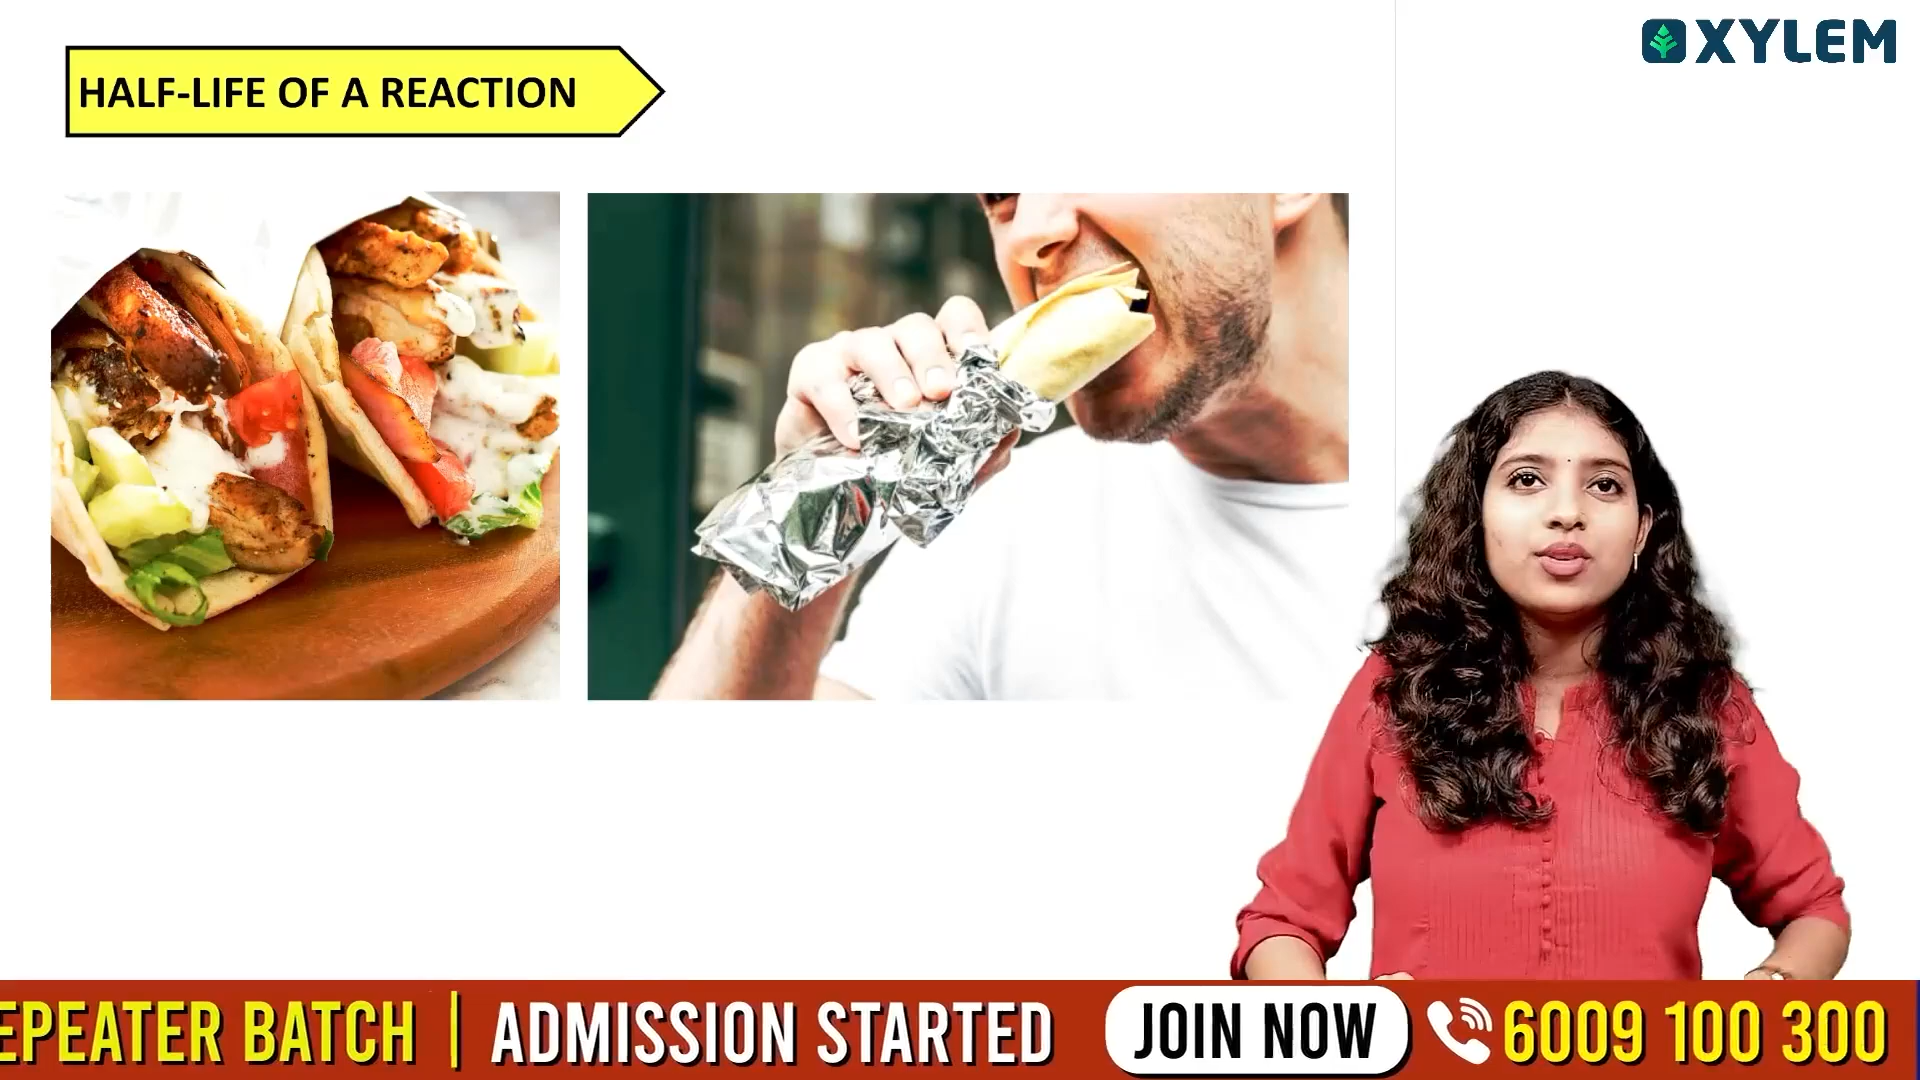 XYLEM
HALF-LIFE OF A REACTION
EPEATER BATCH | ADMISSION STARTED JOIN NOW 6009 100 300